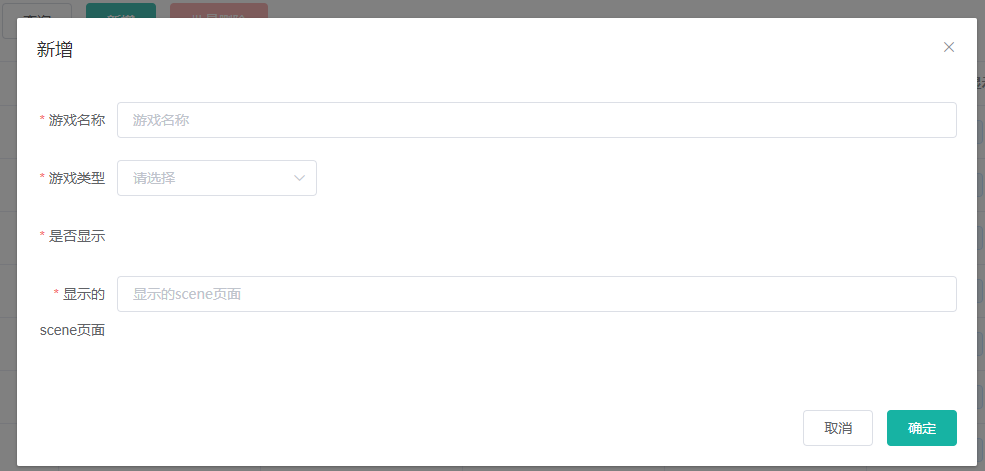 新增
* 游戏名称
游戏名称
* 游戏类型
请选择
* 是否显示
* 显示的
scene页面
显示的scene页面
取消
确定